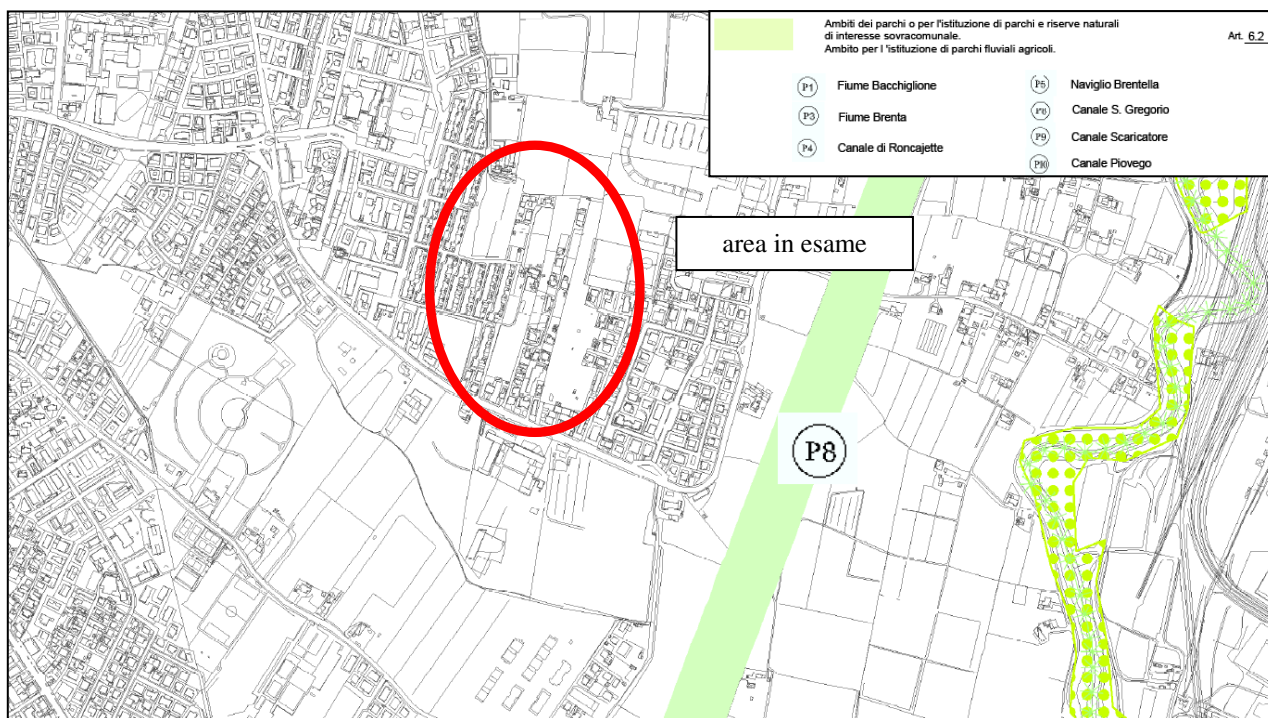 Ambiti dei parchi o per l'istituzione di parchi e riserve naturali
di interesse sovracomunale.
Ambito per l 'istituzione di parchi fluviali agricoli.
Art. 6.2
P1 Fiume Bacchiglione
P3 Fiume Brenta
P4 Canale di Roncajette
P5 Naviglio Brentella
P8 Canale S. Gregorio
P9 Canale Scaricatore
P10 Canale Piovego
area in esame
P8